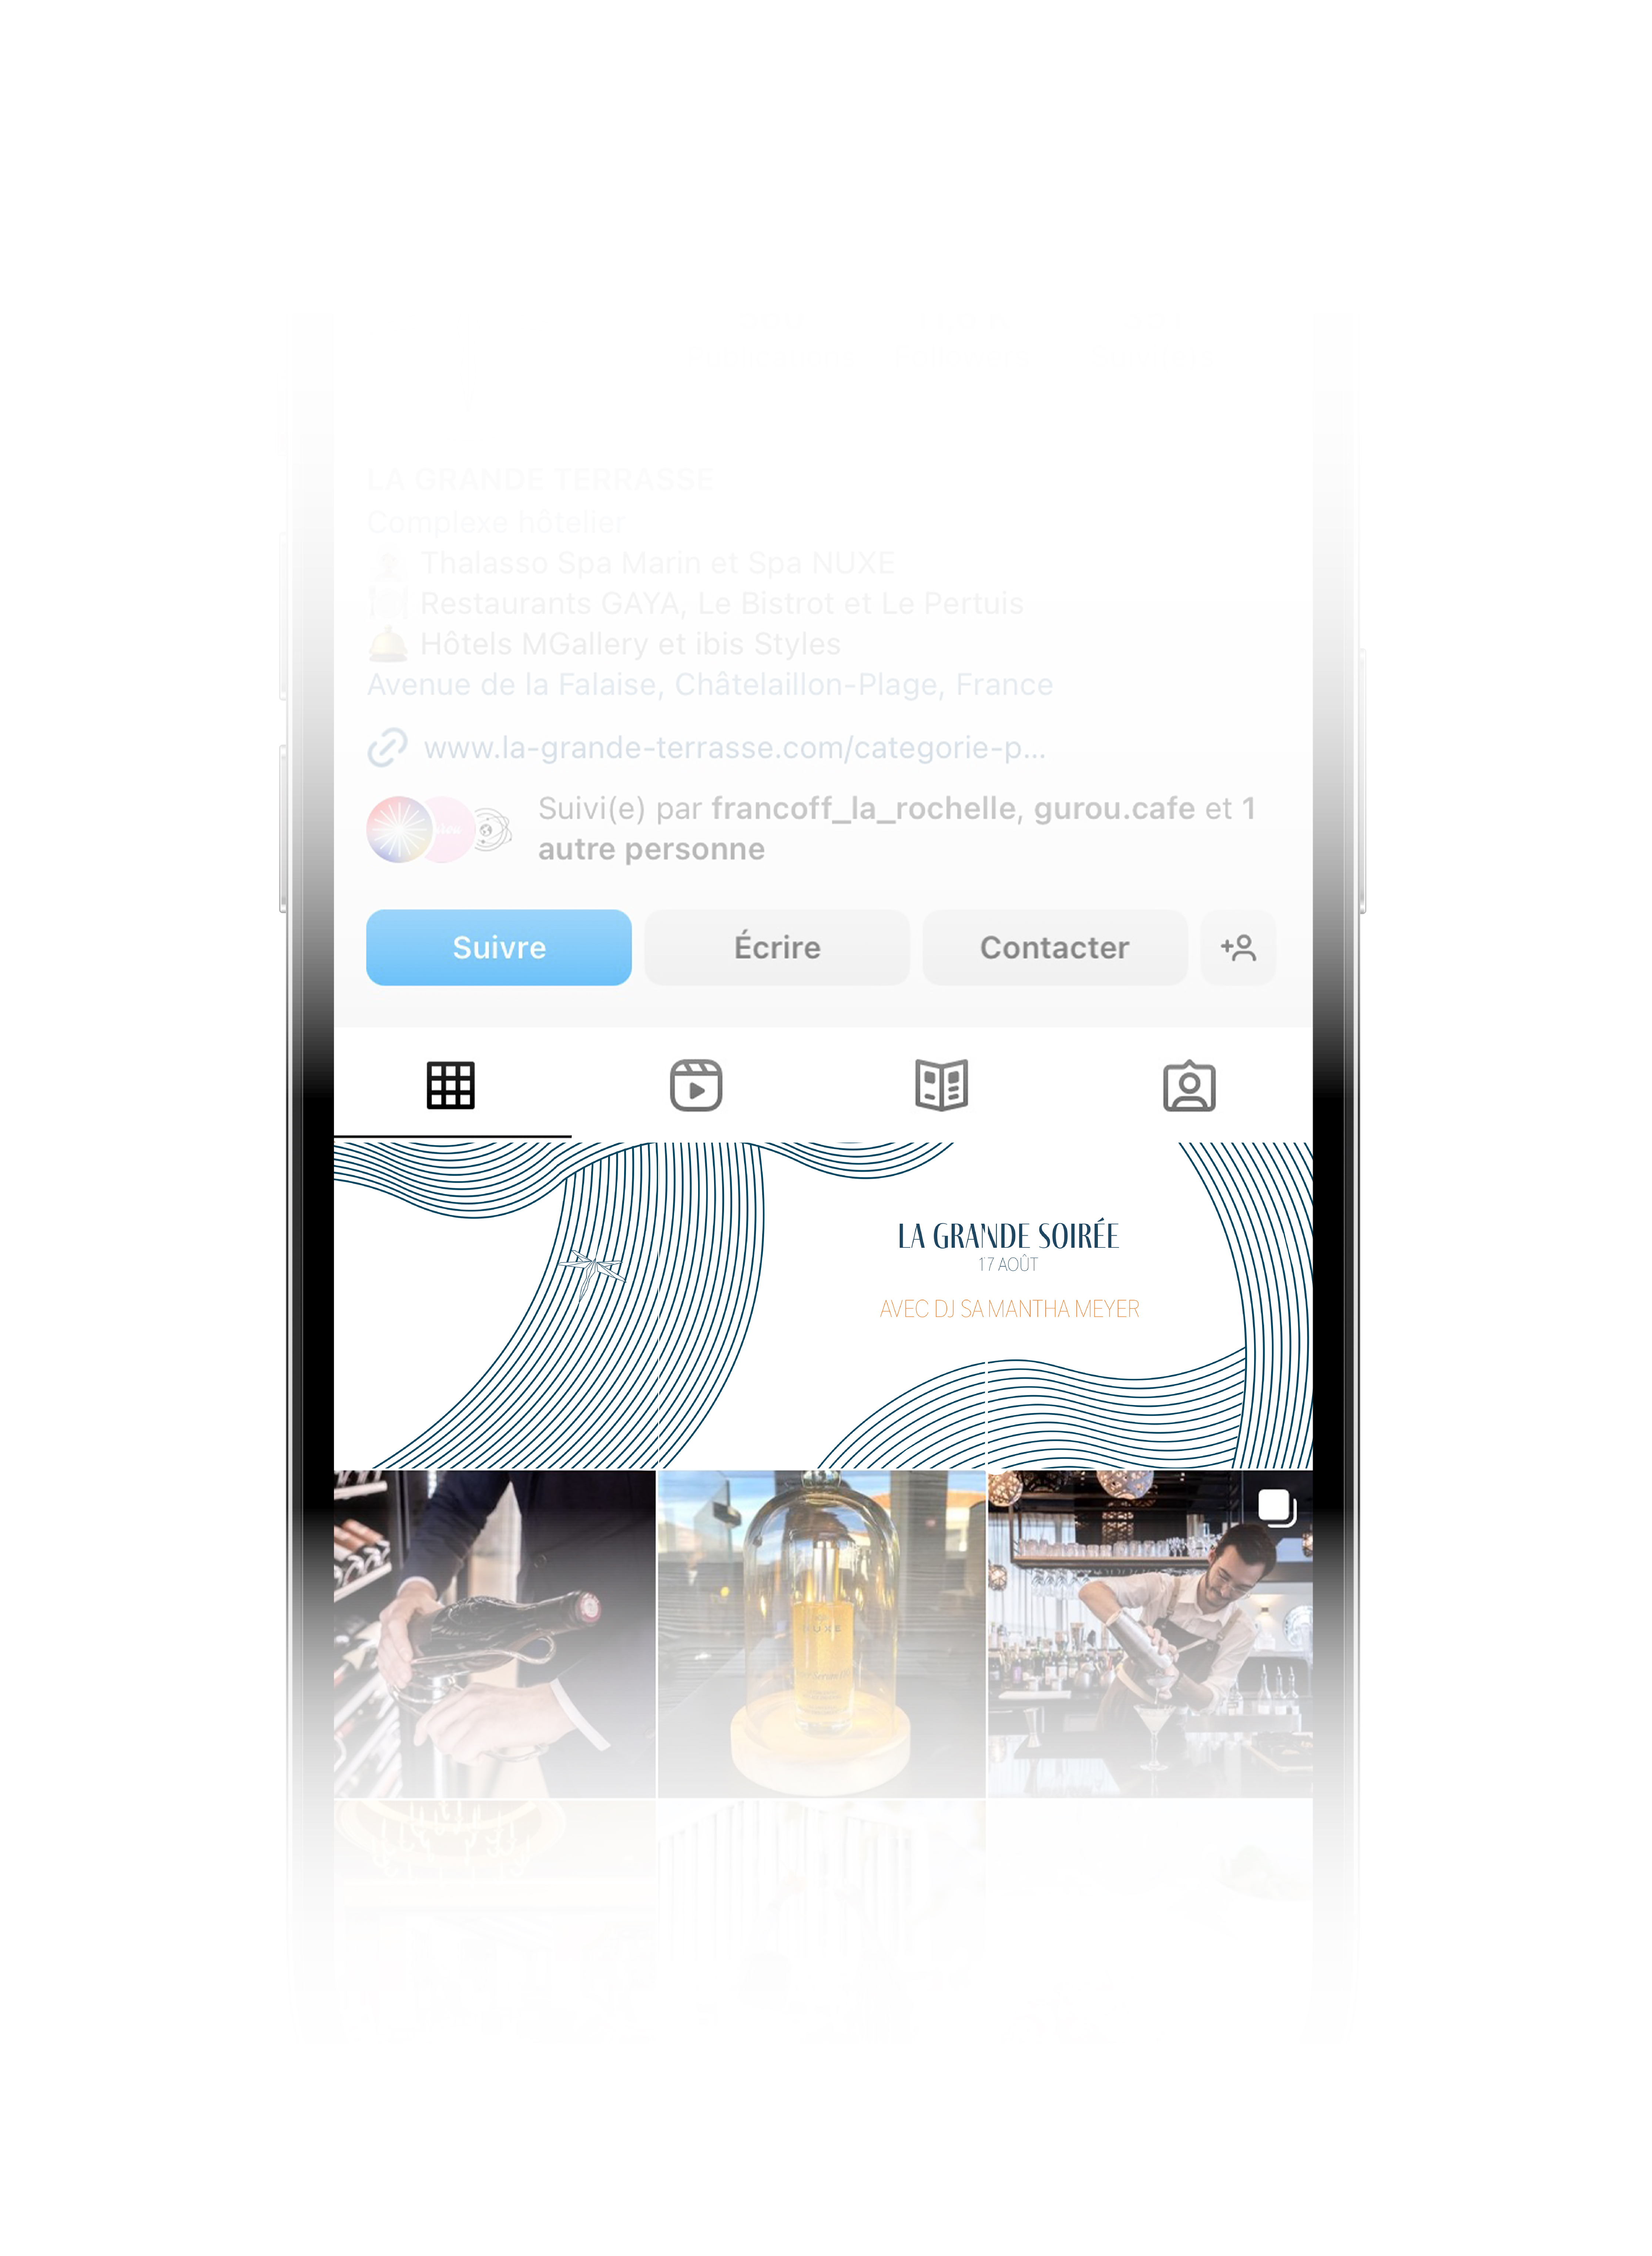 LA GRANDE TERRASSE
Complexe hôtelier
Thalasso Spa Marin et Spa NUXE
Restaurants GAYA, Le Bistrot et Le Pertuis
Hôtels MGallery et ibis Styles
Avenue de la Falaise, Châtelaillon-Plage, France
www.la-grande-terrasse.com/categorie-p...
Suivi(e) par francoff_la_rochelle, gurou.cafe et 1
autre personne
Suivre
Écrire
Contacter
LA GRANDE SOIRÉE
17 AOÛT
AVEC DJ SAMANTHA MEYER
NUXE